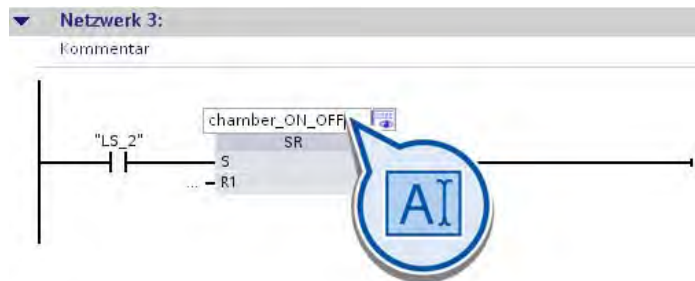 Netzwerk 3:
Kommentar
chamber_ON_OFF
"LS_2"
SR
S
... R1
A